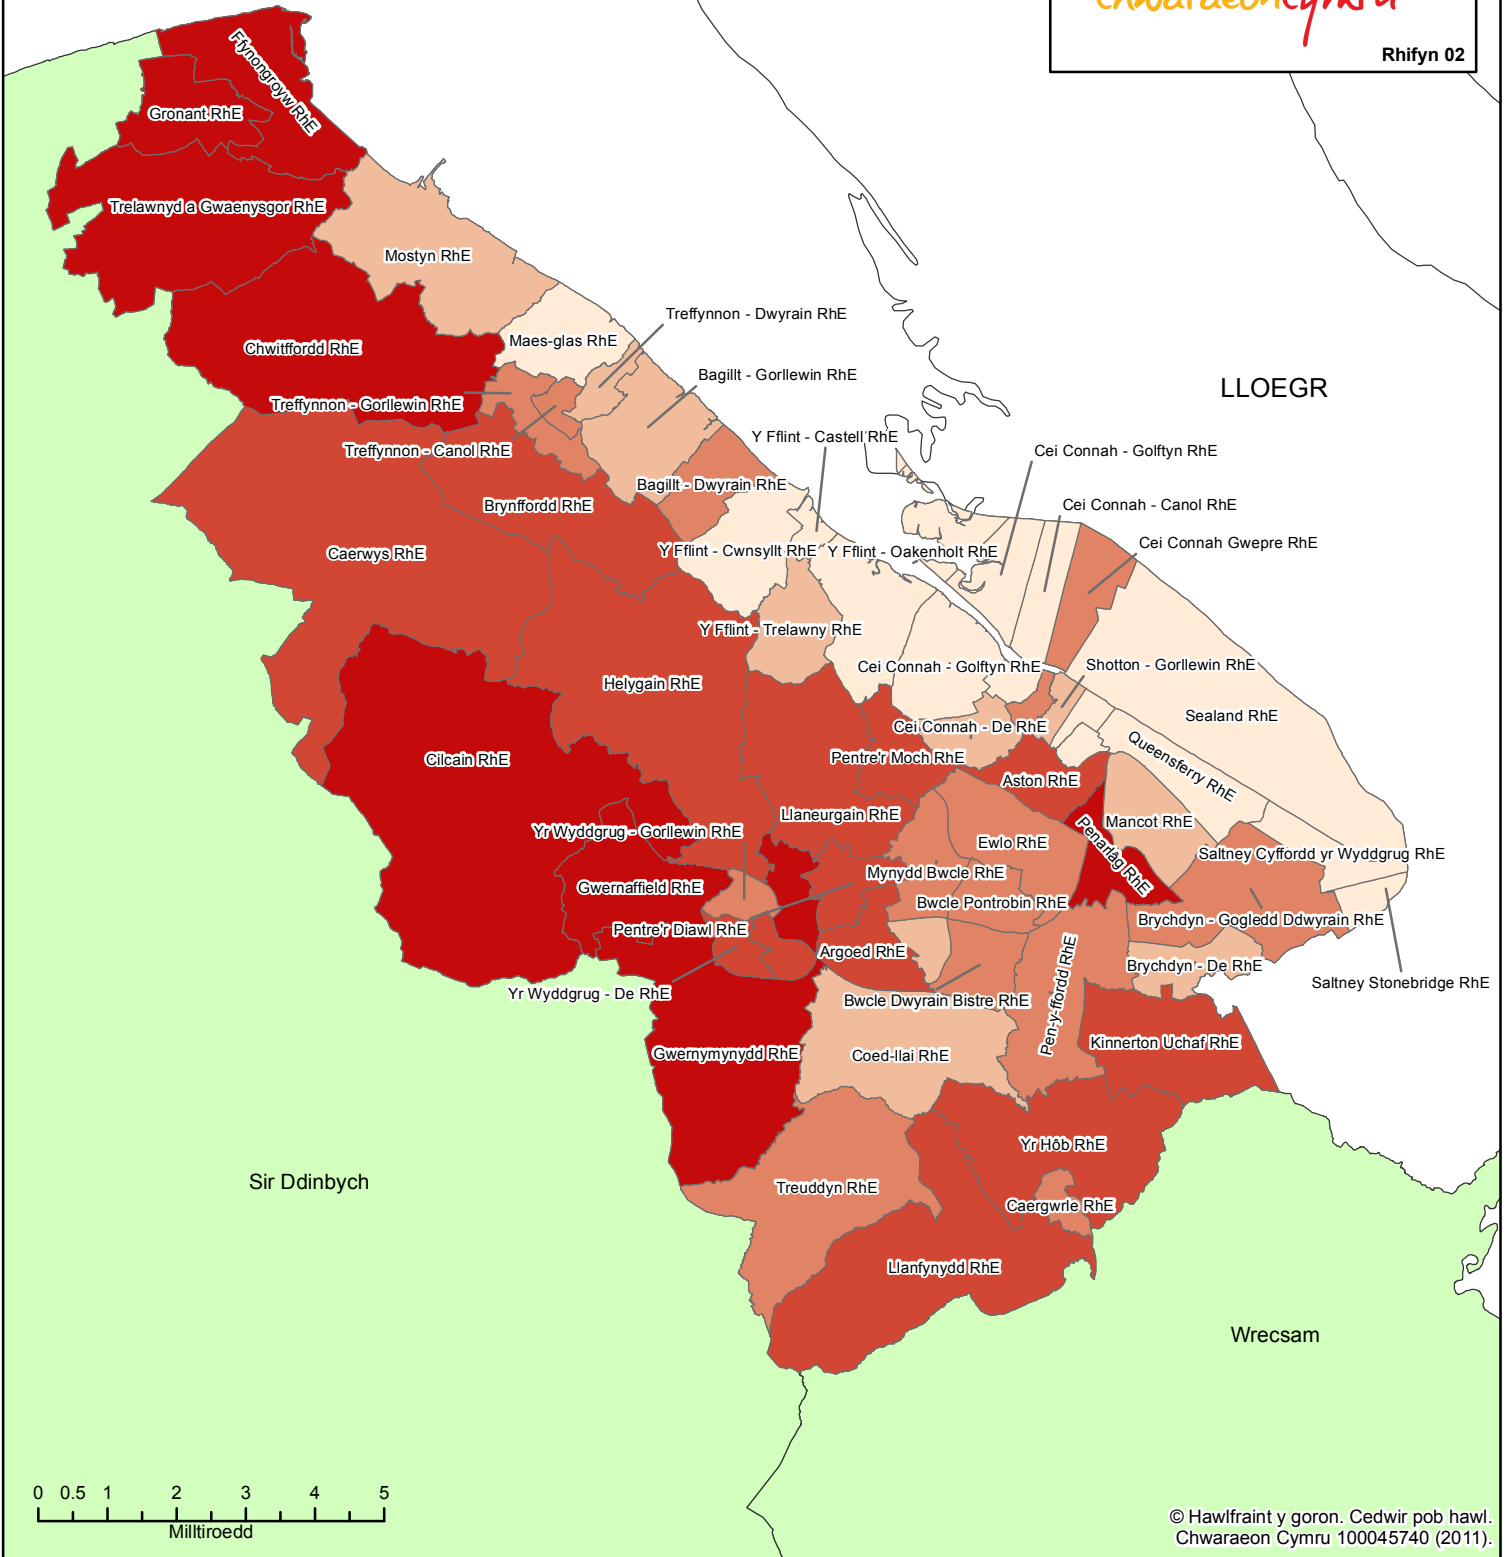 chwaraeoncymru
Rhifyn 02
Ffynongroyw RhE
Gronant RhE
Trelawnyd a Gwaenysgor RhE
Mostyn RhE
Treffynnon - Dwyrain RhE
Maes-glas RhE
Chwitffordd RhE
Bagillt - Gorllewin RhE
LLOEGR
Treffynnon - Gorllewin RhE
Y Fflint - Castell RhE
Treffynnon - Canol RhE
Cei Connah - Golftyn RhE
Bagillt - Dwyrain RhE
Brynffordd RhE
Cei Connah - Canol RhE
Cei Connah Gwepre RhE
Caerwys RhE
Y Fflint - Cwnsyllt RhE
Y Fflint - Oakenholt RhE
Y Fflint - Trelawny RhE
Cei Connah - Golftyn RhE
Shotton - Gorllewin RhE
Helygain RhE
Sealand RhE
Cei Connah - De RhE
Cilcain RhE
Pentre'r Moch RhE
Queensferry RhE
Aston RhE
Llaneurgain RhE
Mancot RhE
Yr Wyddgrug - Gorllewin RhE
Ewlo RhE
Penarlâg RhE
Saltney Cyffordd yr Wyddgrug RhE
Mynydd Bwcle RhE
Gwernaffield RhE
Bwcle Pontrobin RhE
Brychdyn - Gogledd Ddwyrain RhE
Pentre'r Diawl RhE
Argoed RhE
Brychdyn - De RhE
Saltney Stonebridge RhE
Yr Wyddgrug - De RhE
Bwcle Dwyrain Bistre RhE
Pen-y-ffordd RhE
Kinnerton Uchaf RhE
Gwernymynydd RhE
Coed-llai RhE
Yr Hôb RhE
Sir Ddinbych
Treuddyn RhE
Caergwrle RhE
Llanfynydd RhE
Wrecsam
0 0.5 1 2 3 4 5
Milltiroedd
© Hawlfraint y goron. Cedwir pob hawl.
Chwaraeon Cymru 100045740 (2011).